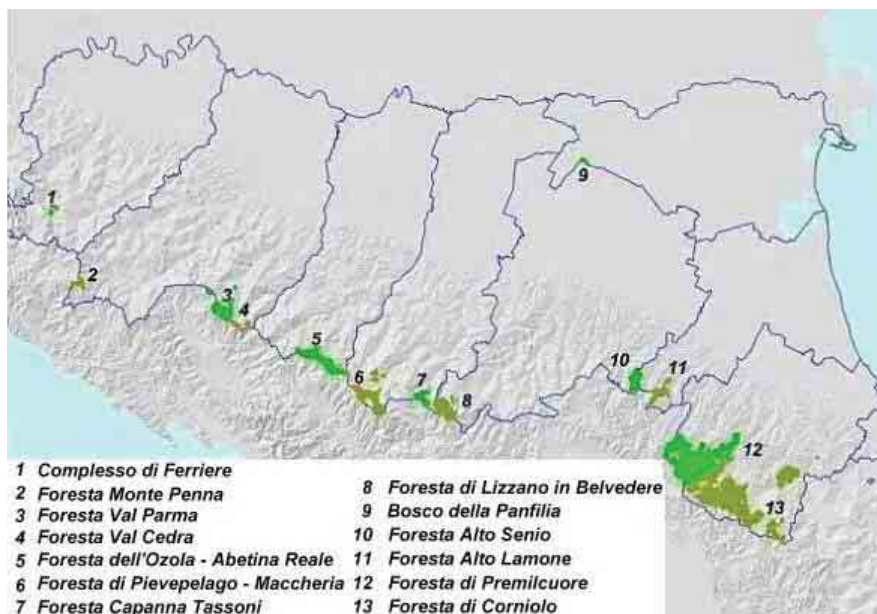 1
2
3
4
5
6
7
8
9
10
11
12
13
1 Complesso di Ferriere
2 Foresta Monte Penna
3 Foresta Val Parma
4 Foresta Val Cedra
5 Foresta dell'Ozola - Abetina Reale
6 Foresta di Pievepelago - Maccheria
7 Foresta Capanna Tassoni
8 Foresta di Lizzano in Belvedere
9 Bosco della Panfilia
10 Foresta Alto Senio
11 Foresta Alto Lamone
12 Foresta di Premilcuore
13 Foresta di Corniolo